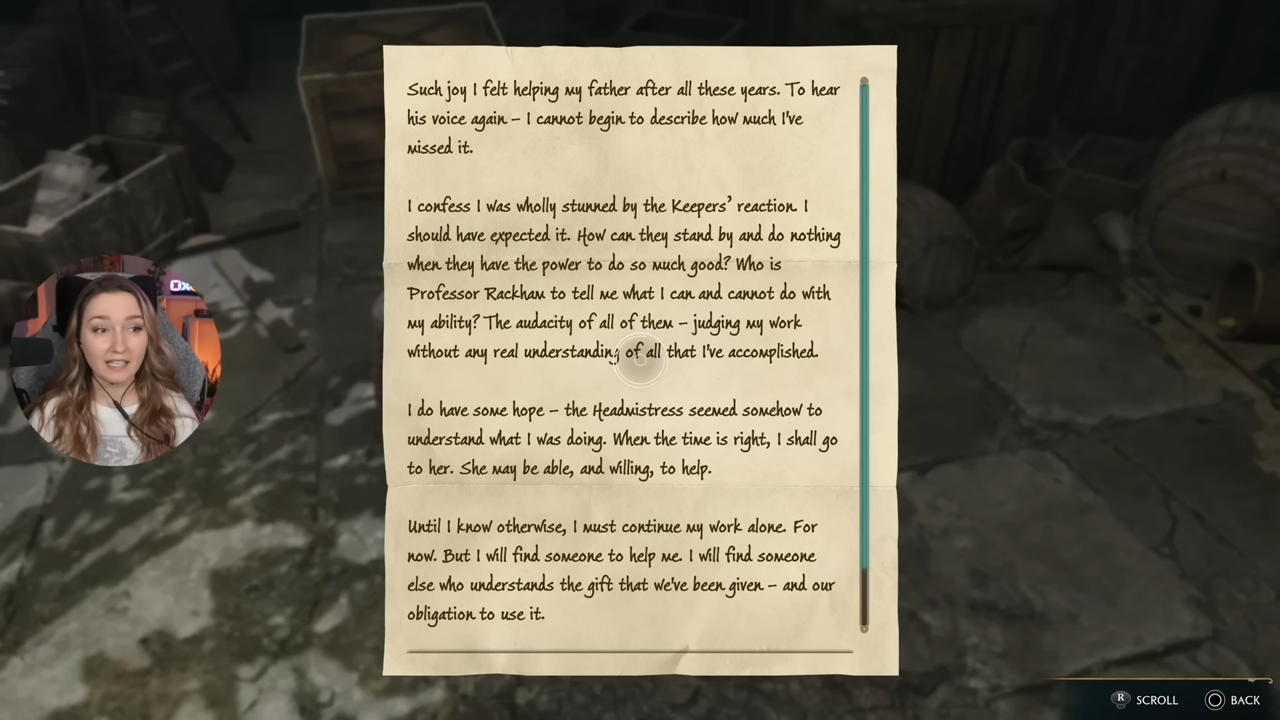 Such joy I felt helping my father after all these years. To hear
his voice again – I cannot begin to describe how much I've
missed it.
I confess I was wholly stunned by the Keepers' reaction. I
should have expected it. How can they stand by and do nothing
when they have the power to do so much good? Who is
Professor Rackham to tell me what I can and cannot do with
my ability? The audacity of all of them – judging my work
without any real understanding of all that I've accomplished.
I do have some hope – the Headmistress seemed somehow to
understand what I was doing. When the time is right, I shall go
to her. She may be able, and willing, to help.
Until I know otherwise, I must continue my work alone. For
now. But I will find someone to help me. I will find someone
else who understands the gift that we've been given – and our
obligation to use it.
R SCROLL
BACK